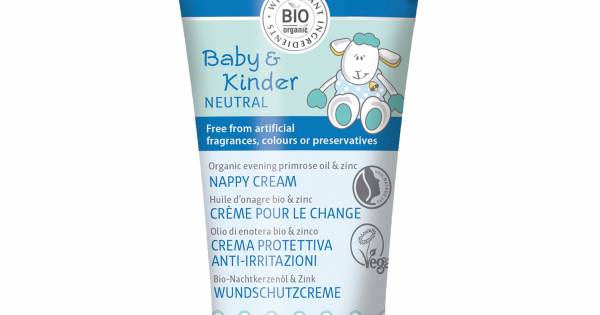 BIO
organic
INGREDIENTS
Baby &
Kinder
NEUTRAL
Free from artificial
fragrances, colours or preservatives
Organic evening primrose oil & zinc
NAPPY CREAM
Huile d'onagre bio & zinc
CRÈME POUR LE CHANGE
Olio di enotera bio & zinco
CREMA PROTETTIVA
ANTI-IRRITAZIONI
Bio-Nachtkerzenöl & Zink
WUNDSCHUTZCREME